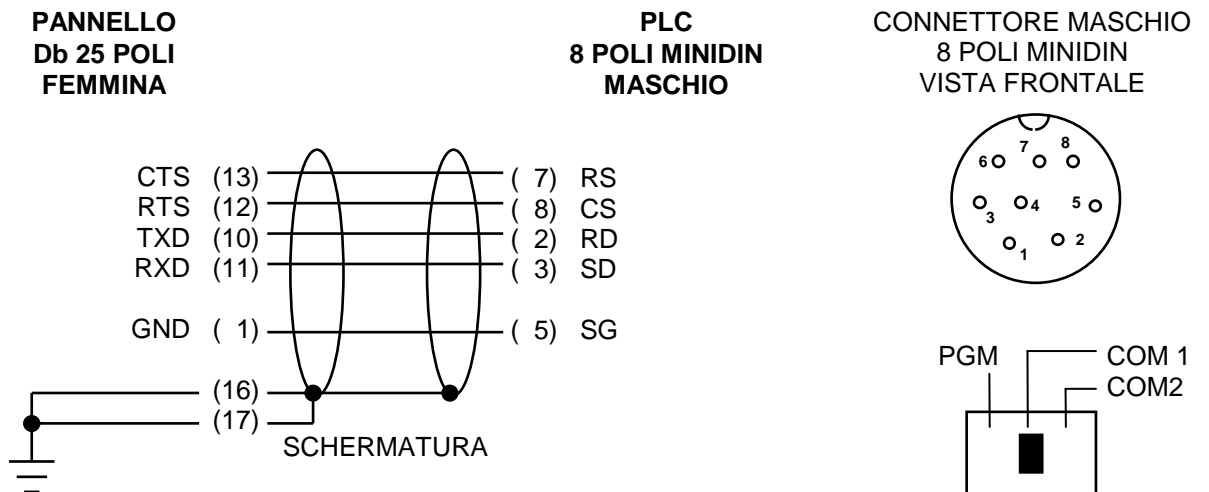 PANNELLO
Db 25 POLI
FEMMINA
PLC
8 POLI MINIDIN
MASCHIO
CONNETTORE MASCHIO
8 POLI MINIDIN
VISTA FRONTALE
CTS (13) ( 7) RS
RTS (12) ( 8) CS
TXD (10) ( 2) RD
RXD (11) ( 3) SD
GND ( 1) ( 5) SG
(16)
(17)
SCHERMATURA
7 8
6
3 4 5
1 2
PGM COM 1
COM2